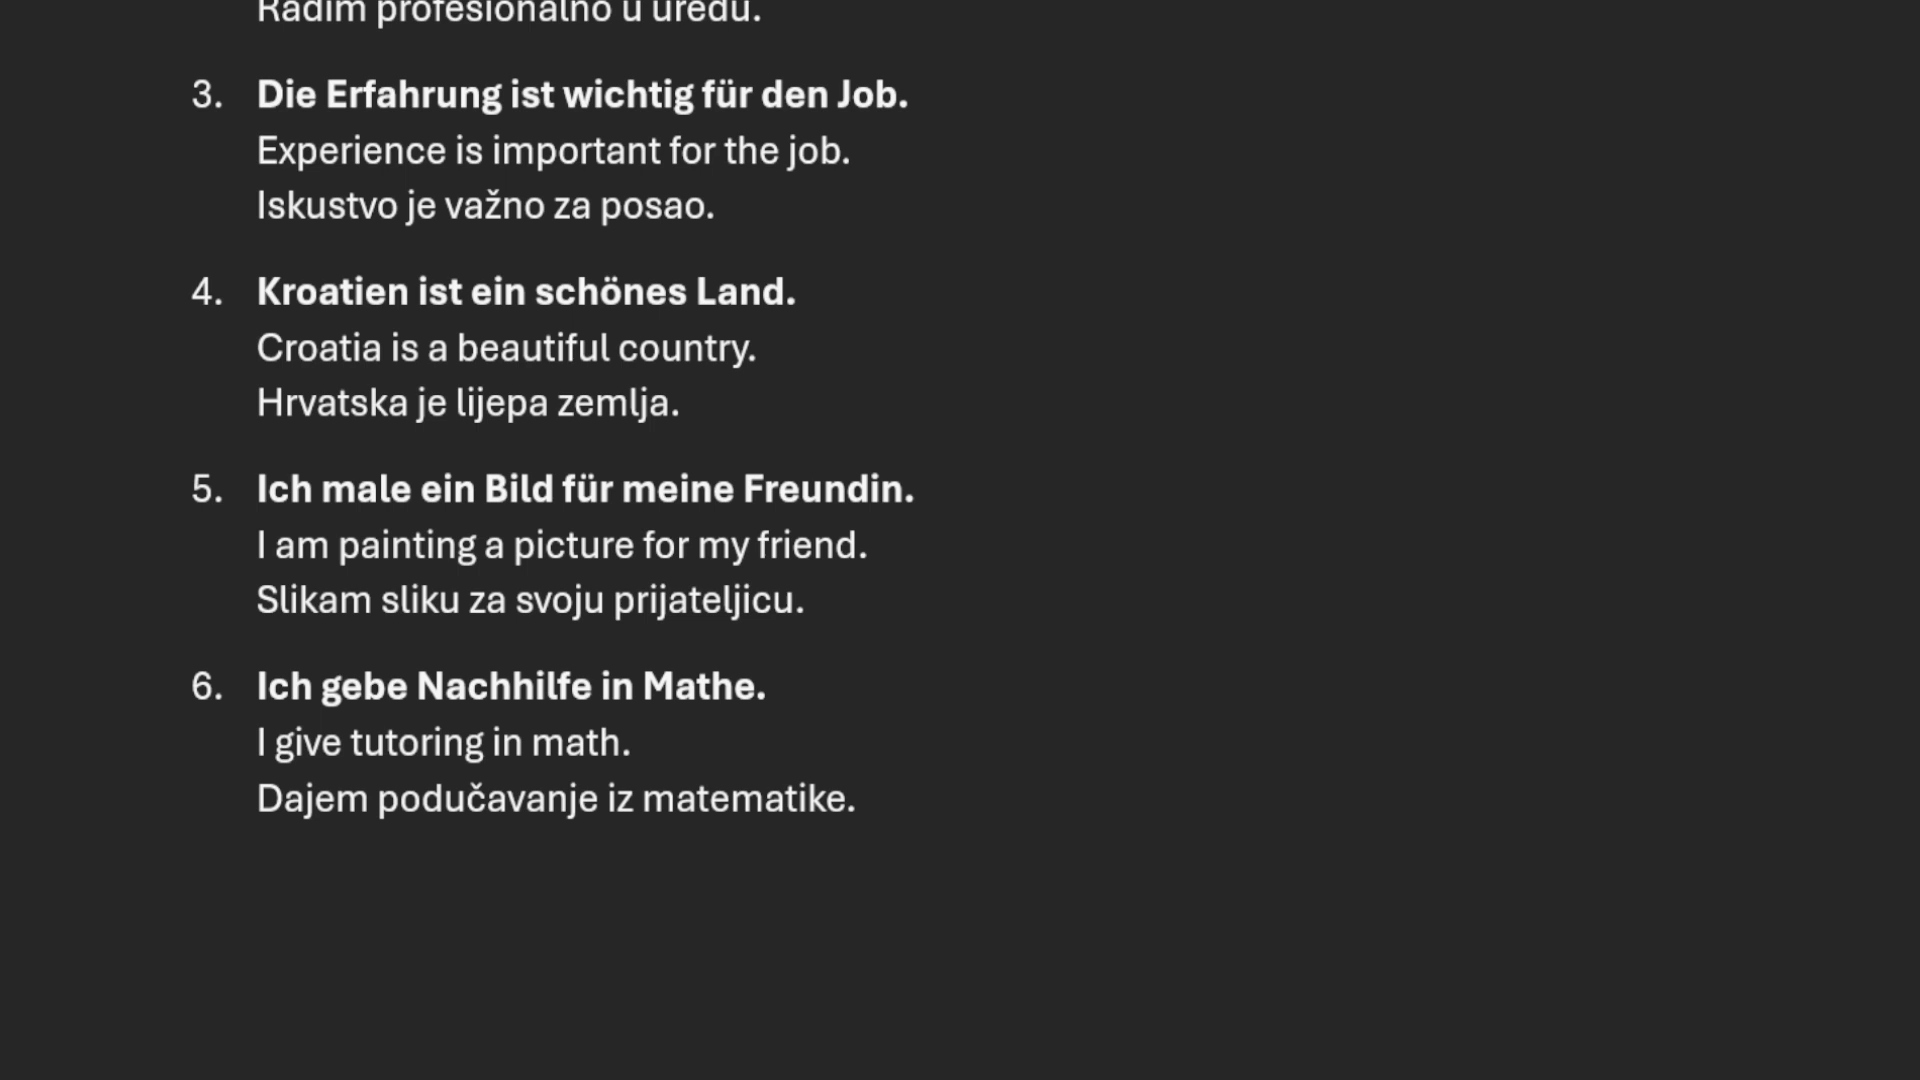 Radim profesionalno u uredu.
3. Die Erfahrung ist wichtig für den Job.
Experience is important for the job.
Iskustvo je važno za posao.
4. Kroatien ist ein schönes Land.
Croatia is a beautiful country.
Hrvatska je lijepa zemlja.
5. Ich male ein Bild für meine Freundin.
I am painting a picture for my friend.
Slikam sliku za svoju prijateljicu.
6. Ich gebe Nachhilfe in Mathe.
I give tutoring in math.
Dajem podučavanje iz matematike.